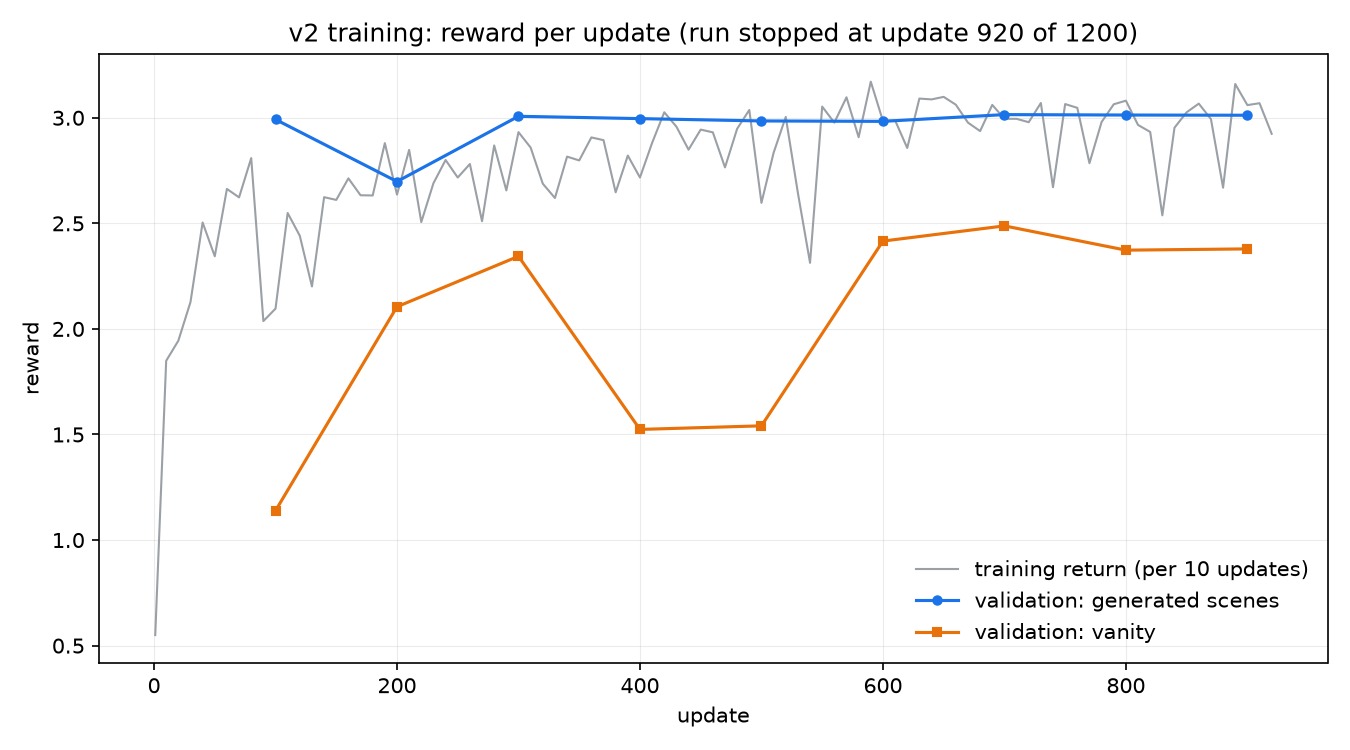 v2 training: reward per update (run stopped at update 920 of 1200)
reward
3.0
2.5
2.0
1.5
1.0
0.5
training return (per 10 updates)
validation: generated scenes
validation: vanity
0
200
400
600
800
update